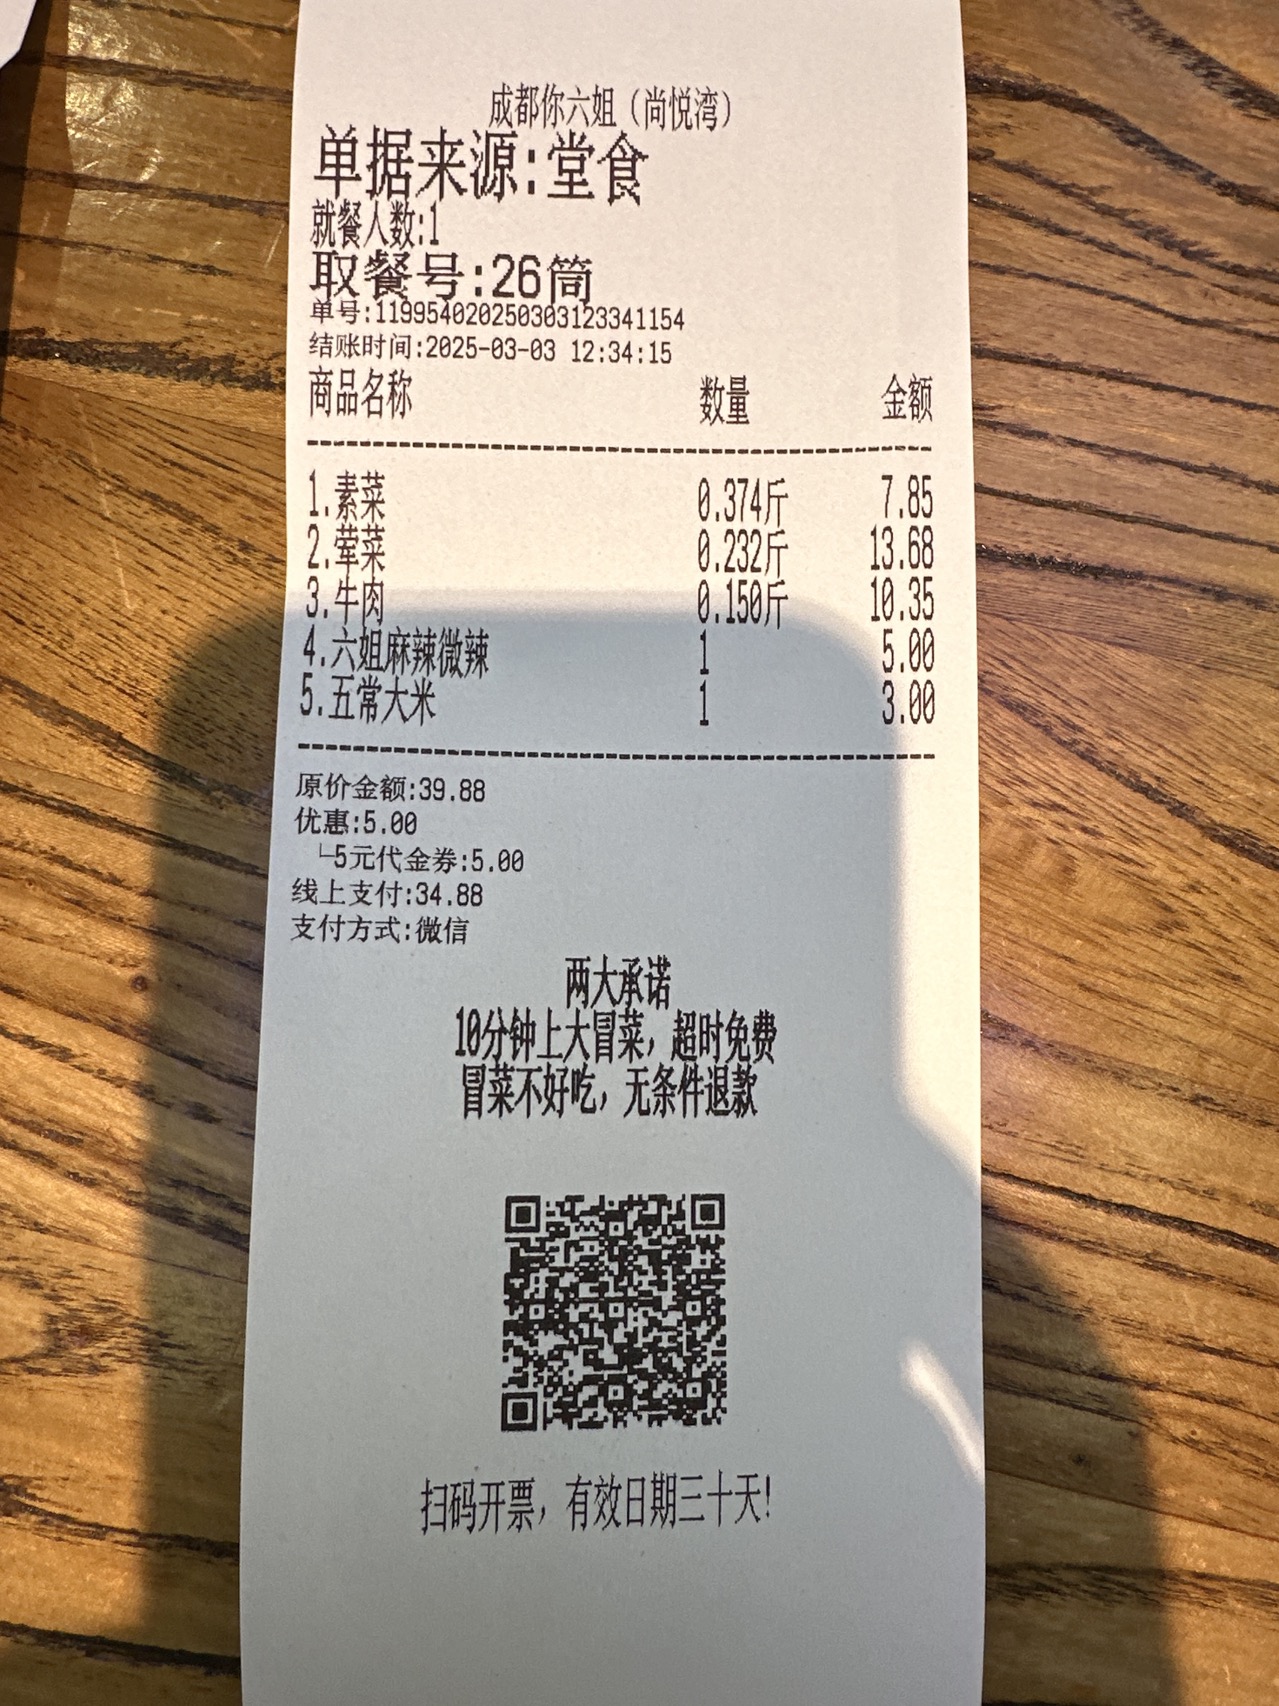 成都你六姐（尚悦湾）
单据来源:堂食
就餐人数:1
取餐号:26筒
单号:119954020250303123341154
结账时间:2025-03-03 12:34:15
商品名称 数量 金额
1.素菜 0.374斤 7.85
2.荤菜 0.232斤 13.68
3.牛肉 0.150斤 10.35
4.六姐麻辣微辣 1 5.00
5.五常大米 1 3.00
原价金额:39.88
优惠:5.00
└5元代金券:5.00
线上支付:34.88
支付方式:微信
两大承诺
10分钟上大冒菜，超时免费
冒菜不好吃，无条件退款
扫码开票，有效日期三十天!